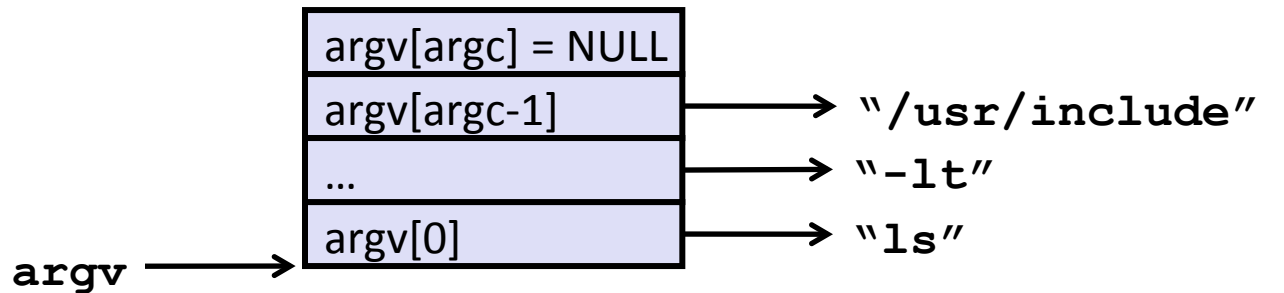 argv[argc] = NULL
argv[argc-1] “/usr/include”
… “-lt”
argv[0] “ls”
argv